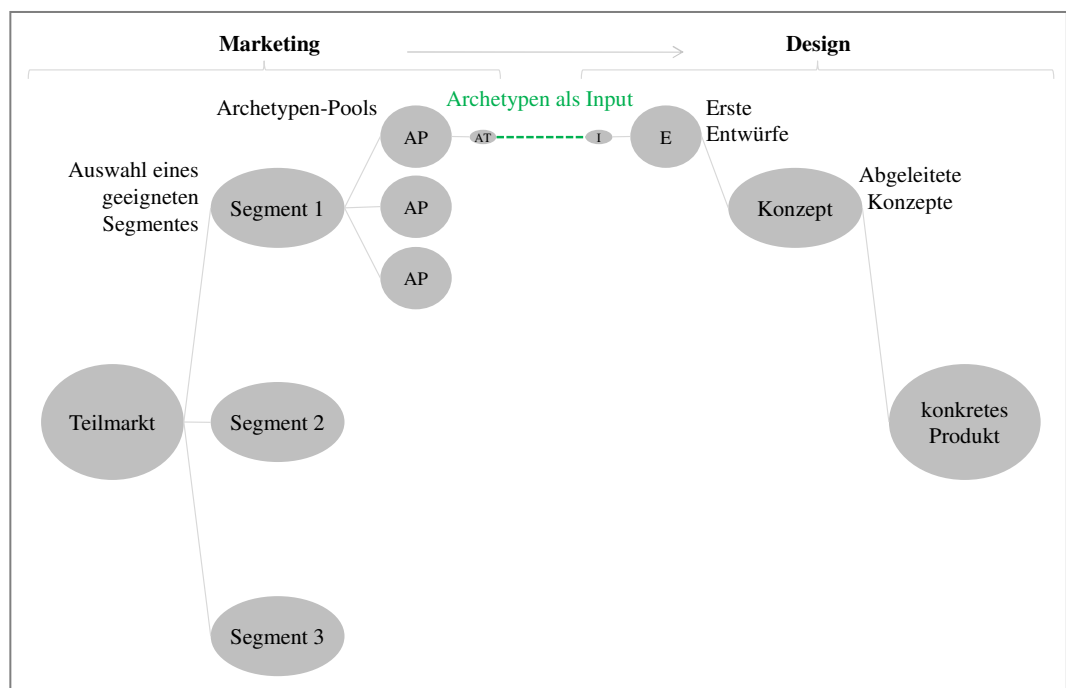 Marketing
Design
Archetypen als Input
Archetypen-Pools
Erste
Entwürfe
AP
AT
I
E
Auswahl eines
geeigneten
Segmentes
Segment 1
AP
Konzept
Abgeleitete
Konzepte
AP
Teilmarkt
Segment 2
konkretes
Produkt
Segment 3